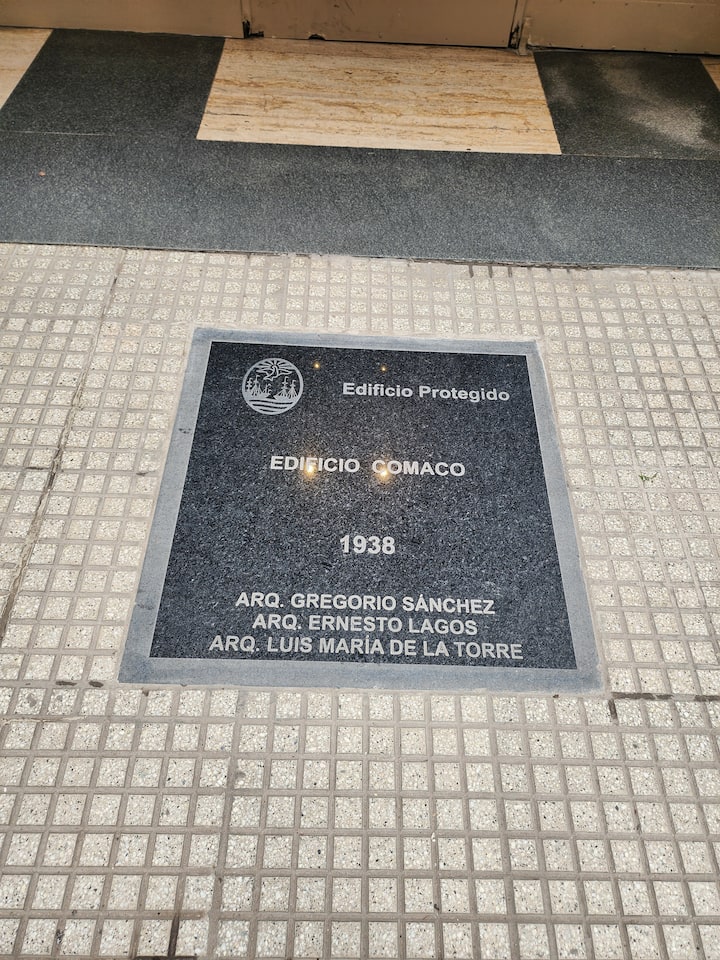 Edificio Protegido
EDIFICIO COMACO
1938
ARQ. GREGORIO SÁNCHEZ
ARQ. ERNESTO LAGOS
ARQ. LUIS MARÍA DE LA TORRE